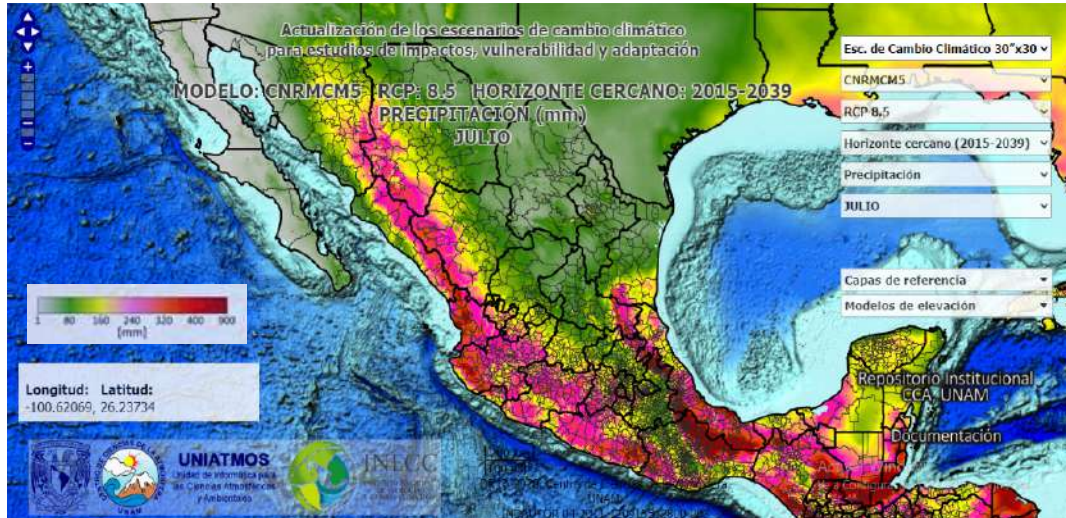 Actualización de los escenarios de cambio climático
para estudios de impactos, vulnerabilidad y adaptación
MODELO: CNRMCM5 RCP: 8.5 HORIZONTE CERCANO: 2015-2039
PRECIPITACIÓN (mm)
JULIO
Esc. de Cambio Climático 30"x30
CNRMCM5
RCP 8.5
Horizonte cercano (2015-2039)
Precipitación
JULIO
Capas de referencia
Modelos de elevación
1 80 160 240 320 400 900
[mm]
Longitud: Latitud:
-100.62069, 26.23734
Repositorio Institucional
CCA, UNAM
Documentación
UNIATMOS
Unidad de Informática para
las Ciencias Atmosféricas
y Ambientales
UNAM
INECC
UNAM